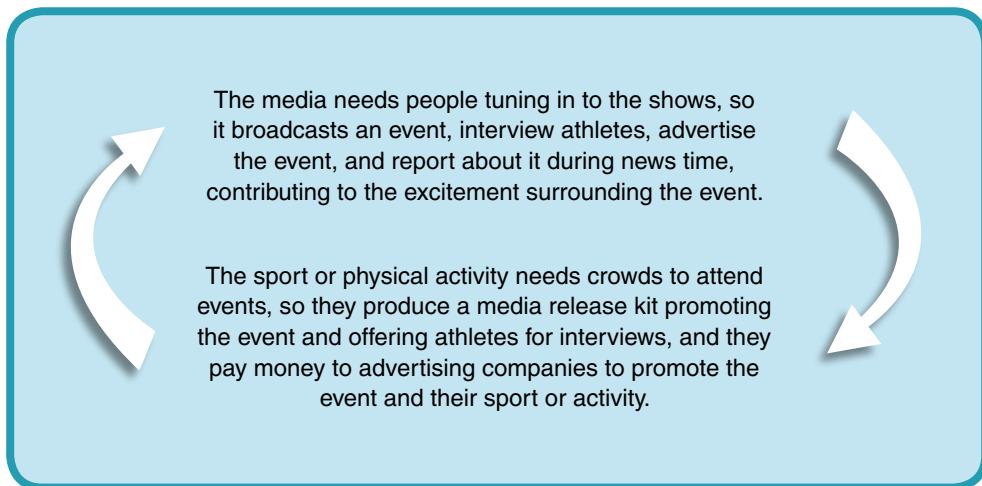 The media needs people tuning in to the shows, so
it broadcasts an event, interview athletes, advertise
the event, and report about it during news time,
contributing to the excitement surrounding the event.
The sport or physical activity needs crowds to attend
events, so they produce a media release kit promoting
the event and offering athletes for interviews, and they
pay money to advertising companies to promote the
event and their sport or activity.